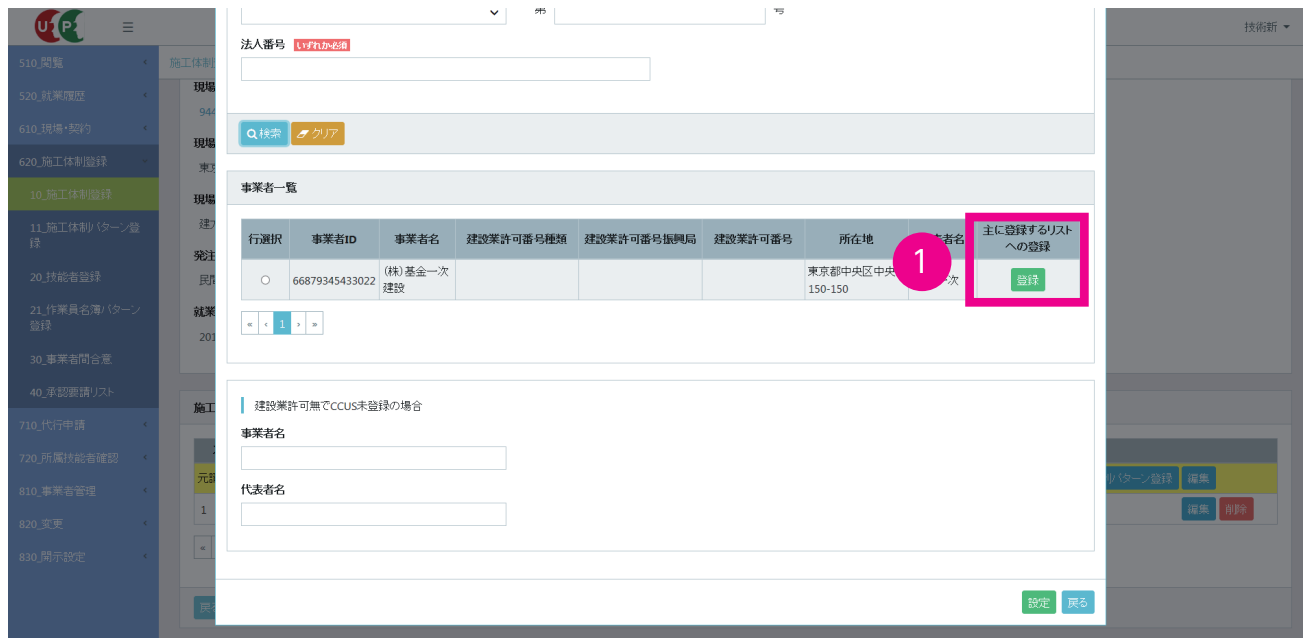 第
号
技術新
法人番号 いずれか必須
510_閲覧
520_就業履歴
610_現場・契約
620_施工体制登録
10_施工体制登録
11_施工体制パターン登
録
20_技能者登録
21_作業員名簿パターン
登録
30_事業者間合意
40_承認要請リスト
710_代行申請
720_所属技能者確認
810_事業者管理
820_変更
830_開示設定
施工体制
現場
944
現場
東京
現場
建
発注
民間
就業
201
検索 クリア
事業者一覧
行選択 事業者ID 事業者名 建設業許可番号種類 建設業許可番号振興局 建設業許可番号 所在地 者名 主に登録するリスト
への登録
1
66879345433022 (株)基金一次
建設
東京都中央区中央
150-150
次
登録
« ‹ 1 › »
建設業許可無でCCUS未登録の場合
事業者名
代表者名
施工
元請
パターン登録 編集
1
編集 削除
«
設定 戻る
戻